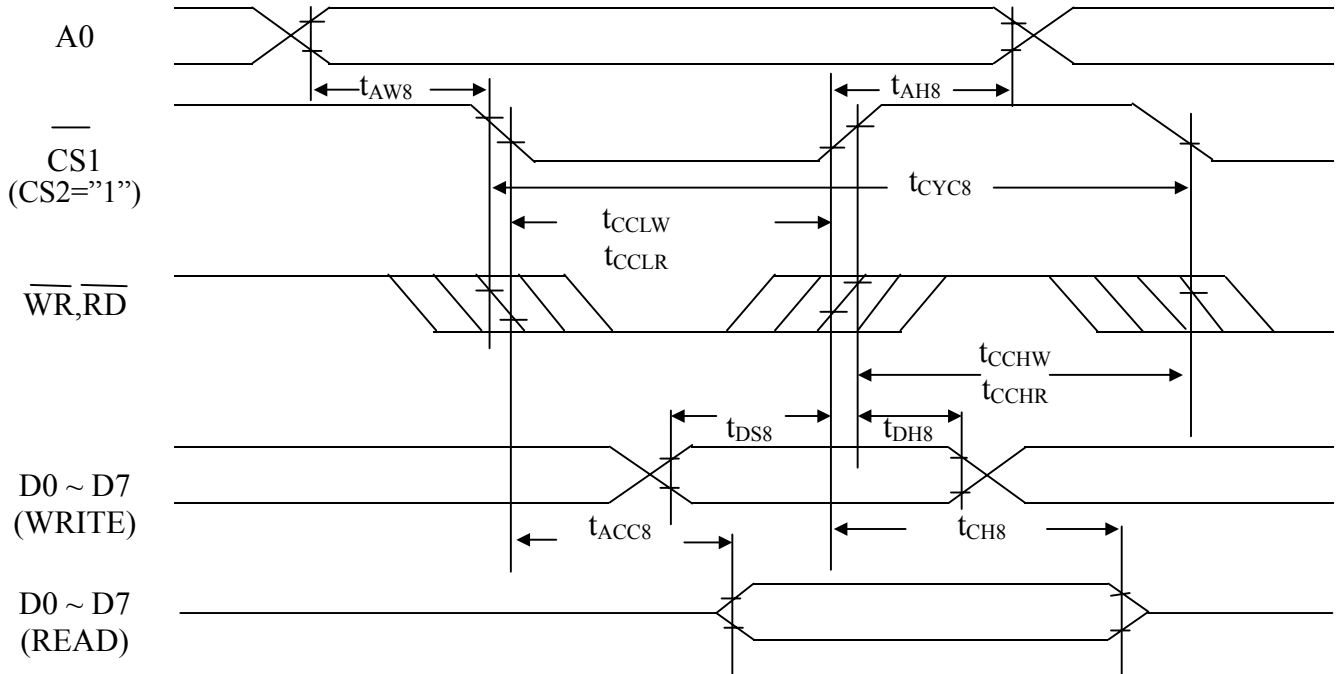 A0
tAW8
tAH8
CS1
(CS2=”1”)
tCYC8
tCCLW
tCCLR
WR,RD
tCCHW
tCCHR
tDS8
tDH8
D0 ~ D7
(WRITE)
tACC8
tCH8
D0 ~ D7
(READ)